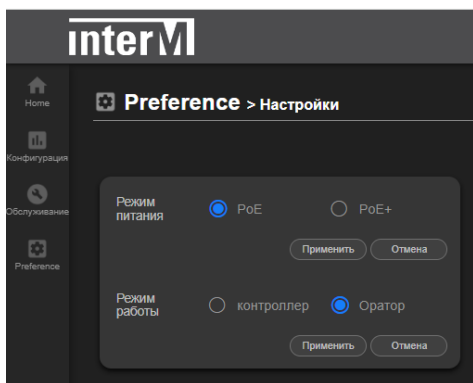 interM
Home
Preference > Настройки
Конфигурация
Обслуживание
Preference
Режим
питания
PoE
PoE+
Применить
Отмена
Режим
работы
контроллер
Оратор
Применить
Отмена